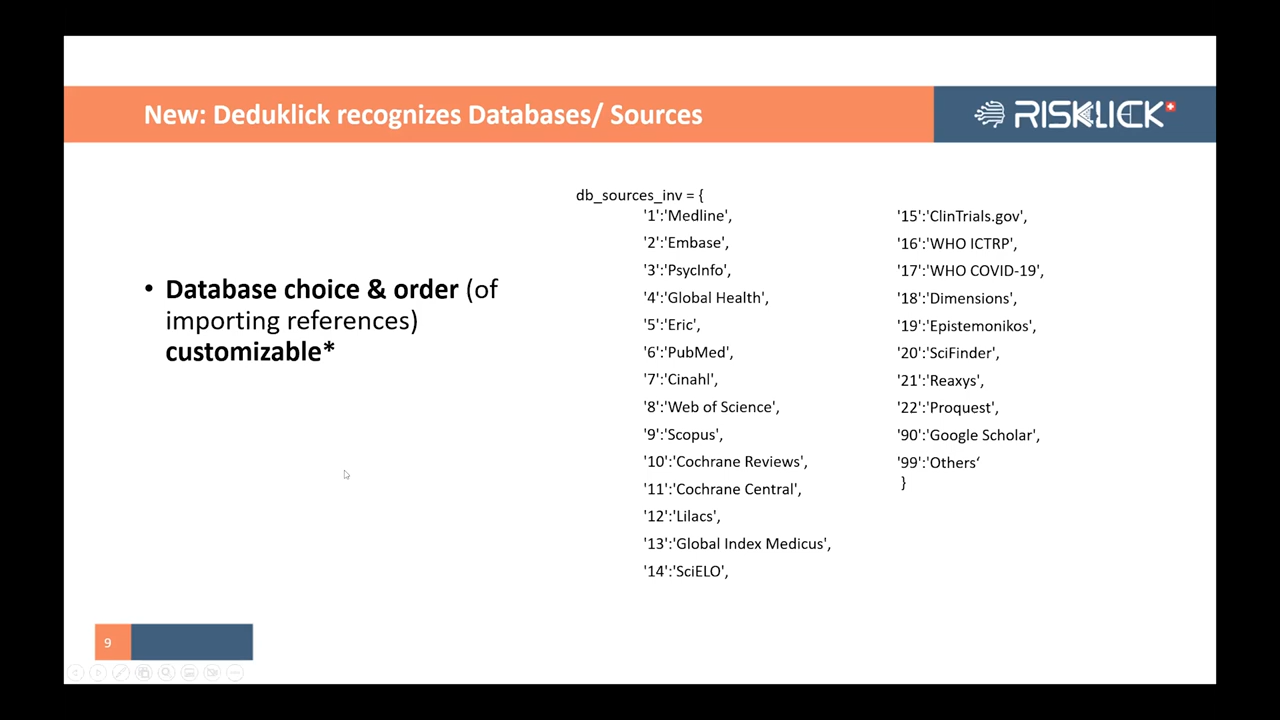 New: Deduklick recognizes Databases/ Sources
RISKLICK
• Database choice & order (of
importing references)
customizable*
db_sources_inv = {
'1':'Medline',
'2':'Embase',
'3':'PsycInfo',
'4':'Global Health',
'5':'Eric',
'6':'PubMed',
'7':'Cinahl',
'8':'Web of Science',
'9':'Scopus',
'10':'Cochrane Reviews',
'11':'Cochrane Central',
'12':'Lilacs',
'13':'Global Index Medicus',
'14':'SciELO',
'15':'ClinTrials.gov',
'16':'WHO ICTRP',
'17':'WHO COVID-19',
'18':'Dimensions',
'19':'Epistemonikos',
'20':'SciFinder',
'21':'Reaxys',
'22':'Proquest',
'90':'Google Scholar',
'99':'Others‘
}
9